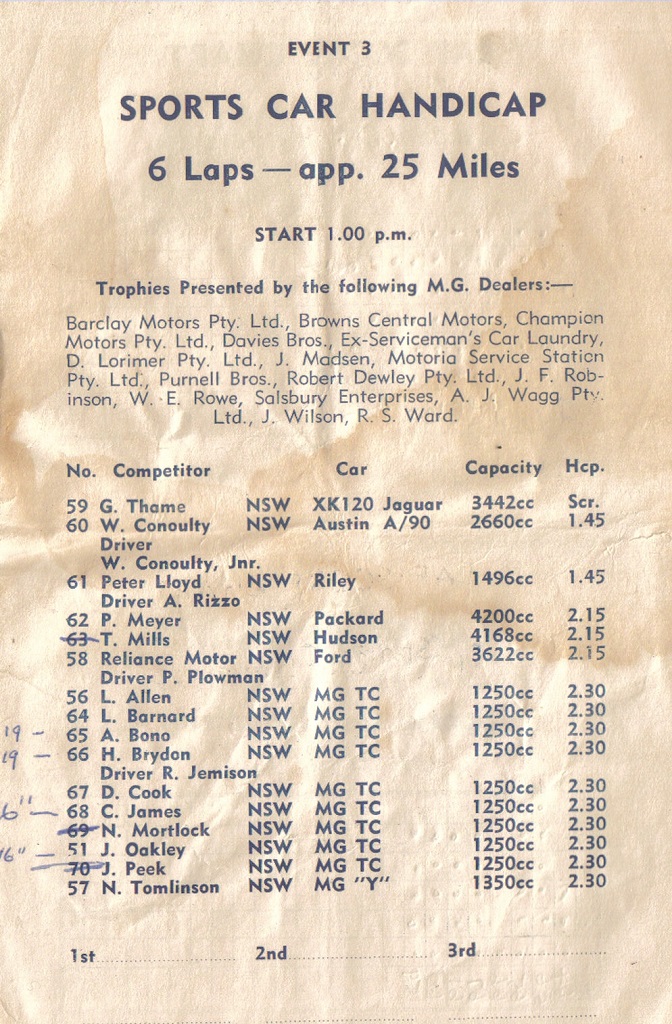 EVENT 3
SPORTS CAR HANDICAP
6 Laps — app. 25 Miles
START 1.00 p.m.
Trophies Presented by the following M.G. Dealers:—
Barclay Motors Pty. Ltd., Browns Central Motors, Champion
Motors Pty. Ltd., Davies Bros., Ex-Serviceman's Car Laundry,
D. Lorimer Pty. Ltd., J. Madsen, Motoria Service Station
Pty. Ltd., Purnell Bros., Robert Dewley Pty. Ltd., J. F. Rob-
inson, W. E. Rowe, Salsbury Enterprises, A. J. Wagg Pty.
Ltd., J. Wilson, R. S. Ward.
No. Competitor Car Capacity Hcp.
59 G. Thame NSW XK120 Jaguar 3442cc Scr.
60 W. Conoulty NSW Austin A/90 2660cc 1.45
Driver
W. Conoulty, Jnr.
61 Peter Lloyd NSW Riley 1496cc 1.45
Driver A. Rizzo
62 P. Meyer NSW Packard 4200cc 2.15
63 T. Mills NSW Hudson 4168cc 2.15
58 Reliance Motor NSW Ford 3622cc 2.15
Driver P. Plowman
56 L. Allen NSW MG TC 1250cc 2.30
64 L. Barnard NSW MG TC 1250cc 2.30
19 - 65 A. Bono NSW MG TC 1250cc 2.30
19 - 66 H. Brydon NSW MG TC 1250cc 2.30
Driver R. Jemison
67 D. Cook NSW MG TC 1250cc 2.30
68 C. James NSW MG TC 1250cc 2.30
69 N. Mortlock NSW MG TC 1250cc 2.30
51 J. Oakley NSW MG TC 1250cc 2.30
70 J. Peek NSW MG TC 1250cc 2.30
57 N. Tomlinson NSW MG "Y" 1350cc 2.30
1st 2nd 3rd